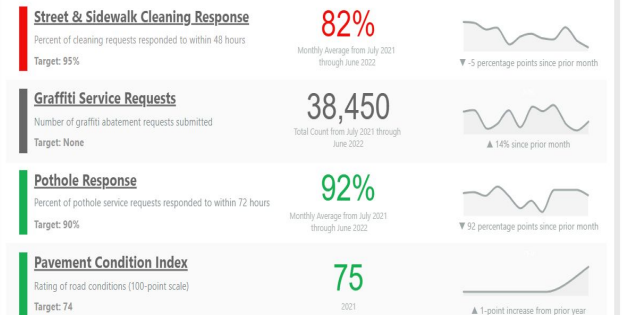 Street & Sidewalk Cleaning Response
Percent of cleaning requests responded to within 48 hours
Target: 95%
82%
Monthly Average from July 2021
through June 2022
▼ -5 percentage points since prior month
Graffiti Service Requests
Number of graffiti abatement requests submitted
Target: None
38,450
Total Count from July 2021 through
June 2022
▲ 14% since prior month
Pothole Response
Percent of pothole service requests responded to within 72 hours
Target: 90%
92%
Monthly Average from July 2021
through June 2022
▼ 92 percentage points since prior month
Pavement Condition Index
Rating of road conditions (100-point scale)
Target: 74
75
2021
▲ 1-point increase from prior year